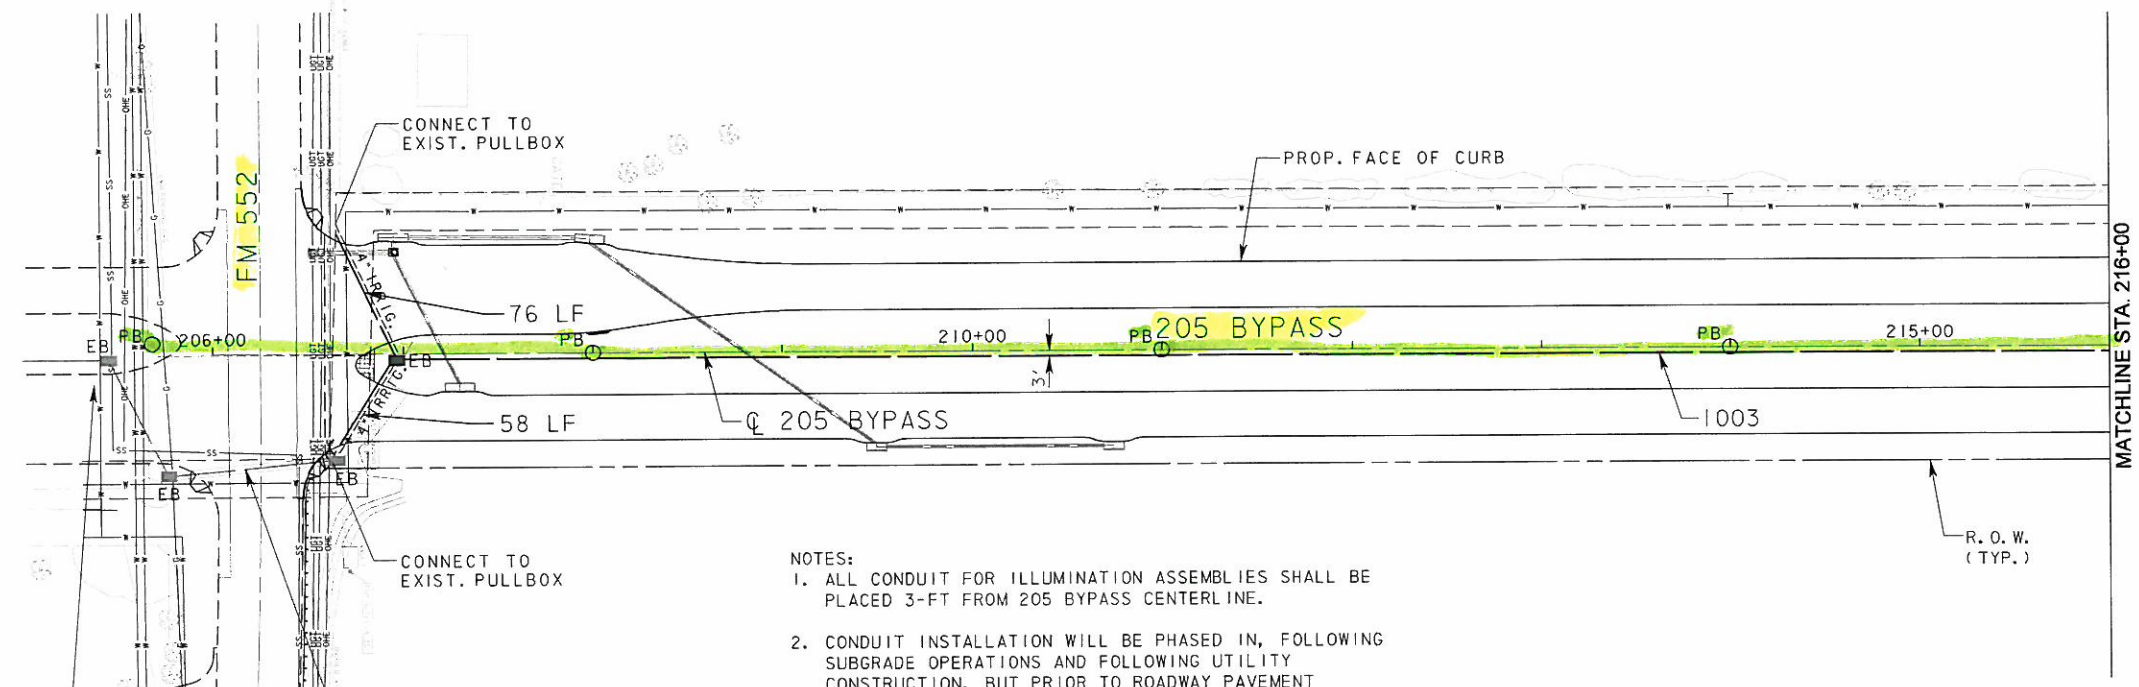 CONNECT TO
EXIST. PULLBOX
PROP. FACE OF CURB
FM 552
4" IRRIG.
76 LF
205 BYPASS
PB
206+00
PB
210+00
PB
PB
215+00
EB
EB
3'
4" IRRIG.
58 LF
℄ 205 BYPASS
1003
MATCHLINE STA. 216+00
EB
EB
R.O.W.
(TYP.)
CONNECT TO
EXIST. PULLBOX
NOTES:
1. ALL CONDUIT FOR ILLUMINATION ASSEMBLIES SHALL BE
PLACED 3-FT FROM 205 BYPASS CENTERLINE.
2. CONDUIT INSTALLATION WILL BE PHASED IN, FOLLOWING
SUBGRADE OPERATIONS AND FOLLOWING UTILITY
CONSTRUCTION, BUT PRIOR TO ROADWAY PAVEMENT